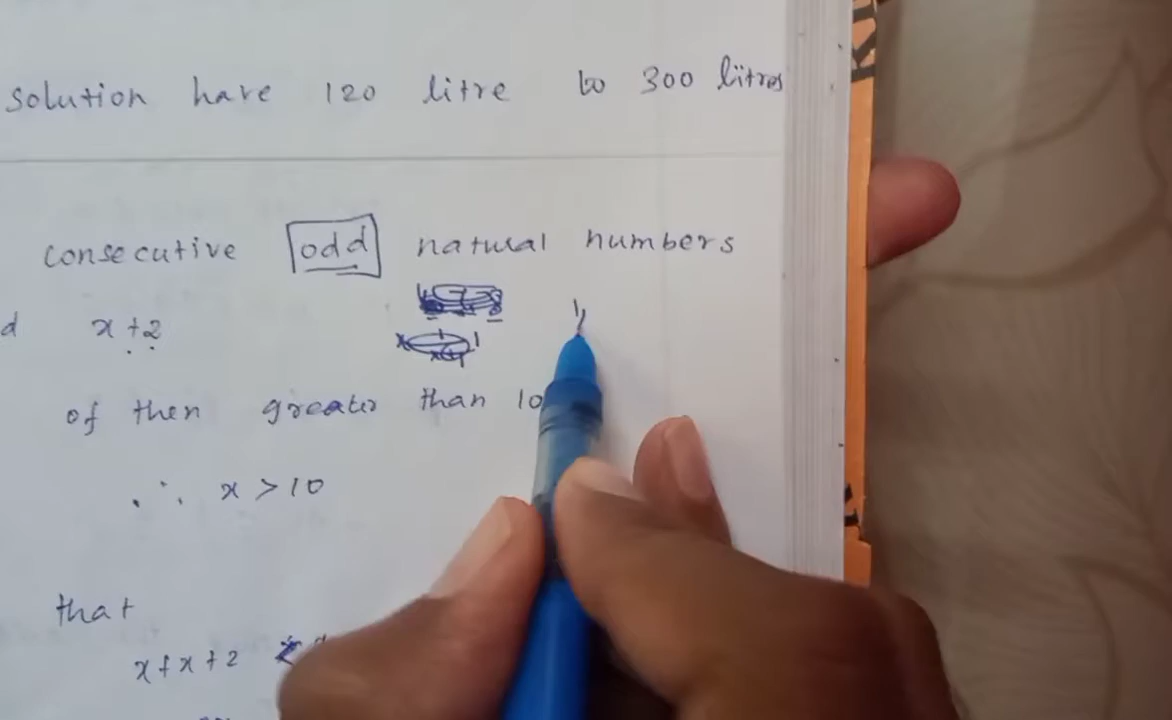 solution have 120 litre to 300 litres
consecutive odd natural numbers
d x+2
1,
of then greater than 10
∴ x > 10
that
x+x+2 <